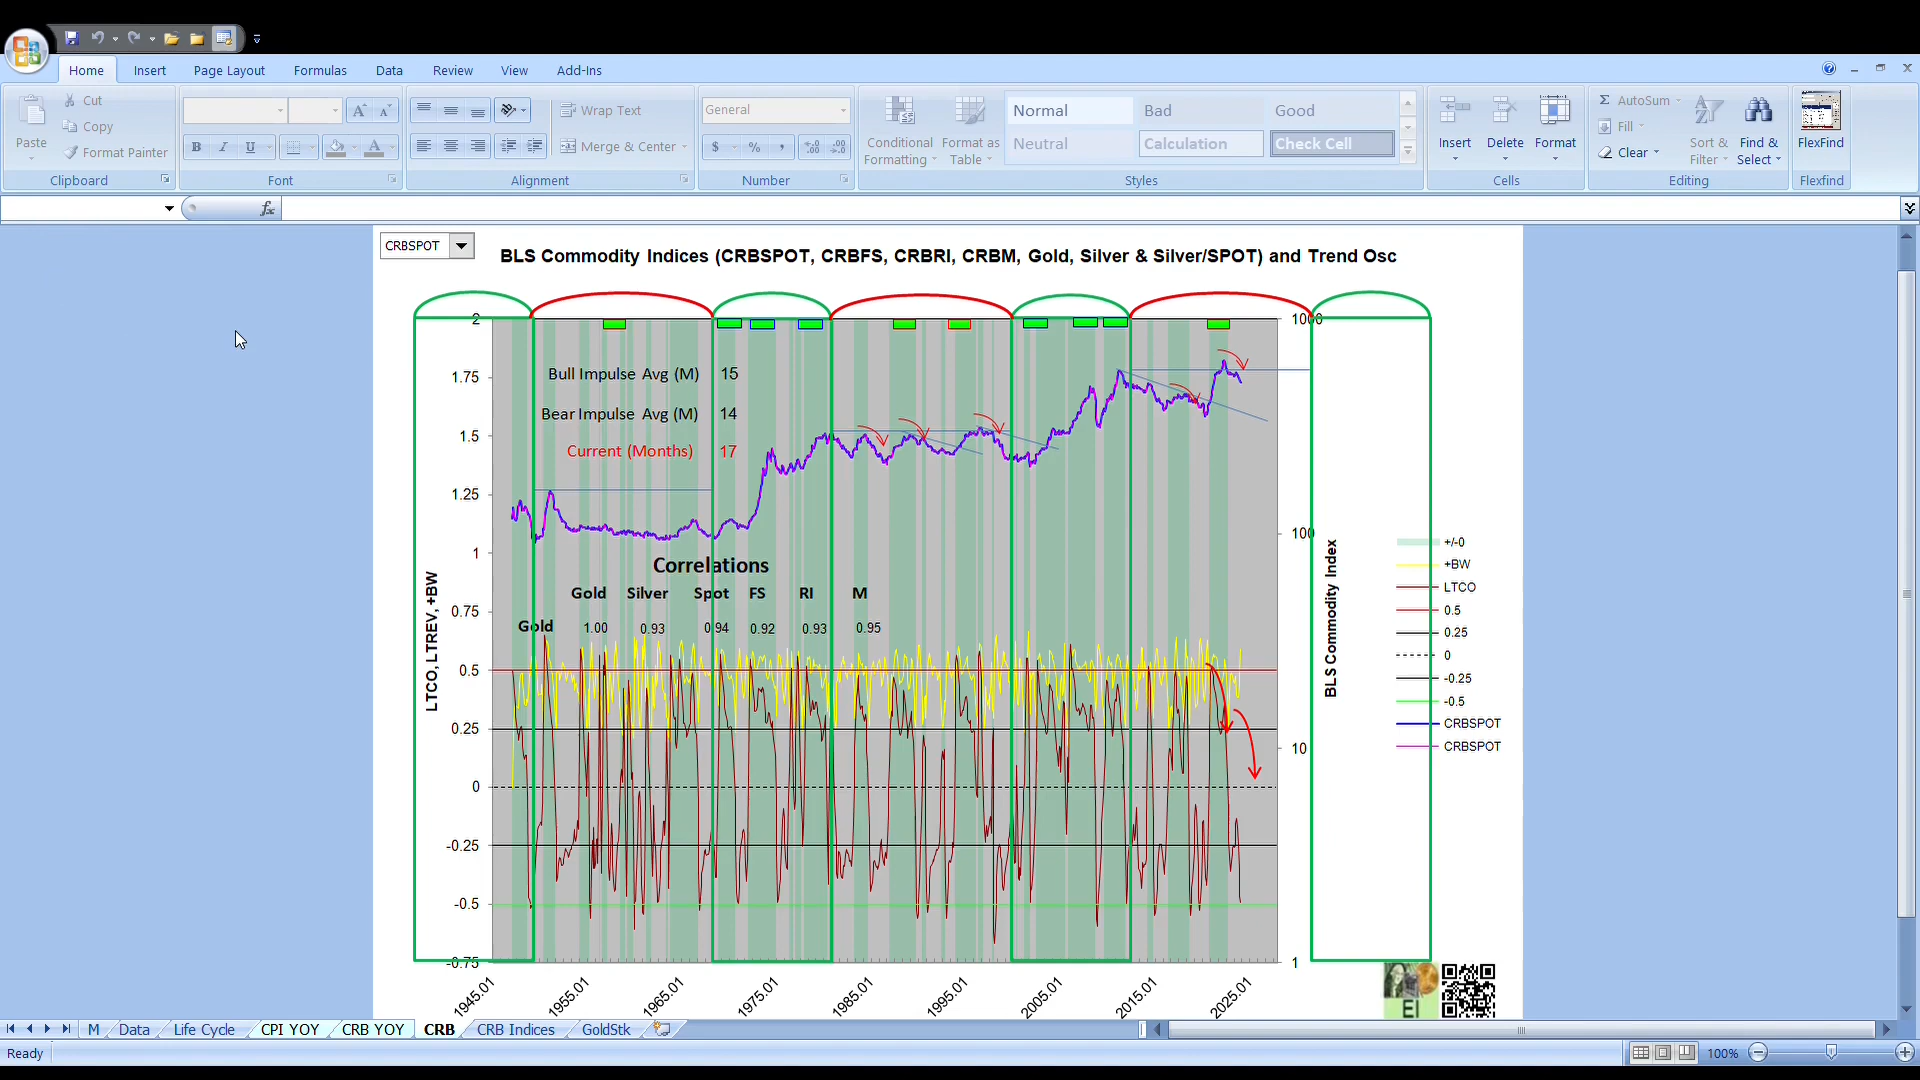 Home Insert Page Layout Formulas Data Review View Add-Ins
Paste
Cut
Copy
Format Painter
Clipboard
B I U A
Font
Wrap Text
Merge & Center
Alignment
General
$ % ,
Number
Conditional Formatting
Format as Table
Normal Bad Good
Neutral Calculation Check Cell
Styles
Insert Delete Format
Cells
Σ AutoSum
Fill
Clear
Sort & Filter
Find & Select
Editing
FlexFind
Flexfind
fx
CRBSPOT
BLS Commodity Indices (CRBSPOT, CRBFS, CRBRI, CRBM, Gold, Silver & Silver/SPOT) and Trend Osc
2
1.75
1.5
1.25
1
0.75
0.5
0.25
0
-0.25
-0.5
-0.75
LTCO, LTREV, +BW
Bull Impulse Avg (M) 15
Bear Impulse Avg (M) 14
Current (Months) 17
Correlations
Gold Silver Spot FS RI M
Gold 1.00 0.93 0.94 0.92 0.93 0.95
1000
100
10
1
BLS Commodity Index
+/-0
+BW
LTCO
0.5
0.25
0
-0.25
-0.5
CRBSPOT
CRBSPOT
1945.01 1955.01 1965.01 1975.01 1985.01 1995.01 2005.01 2015.01 2025.01
EI
M Data Life Cycle CPI YOY CRB YOY CRB CRB Indices GoldStk
Ready
100%